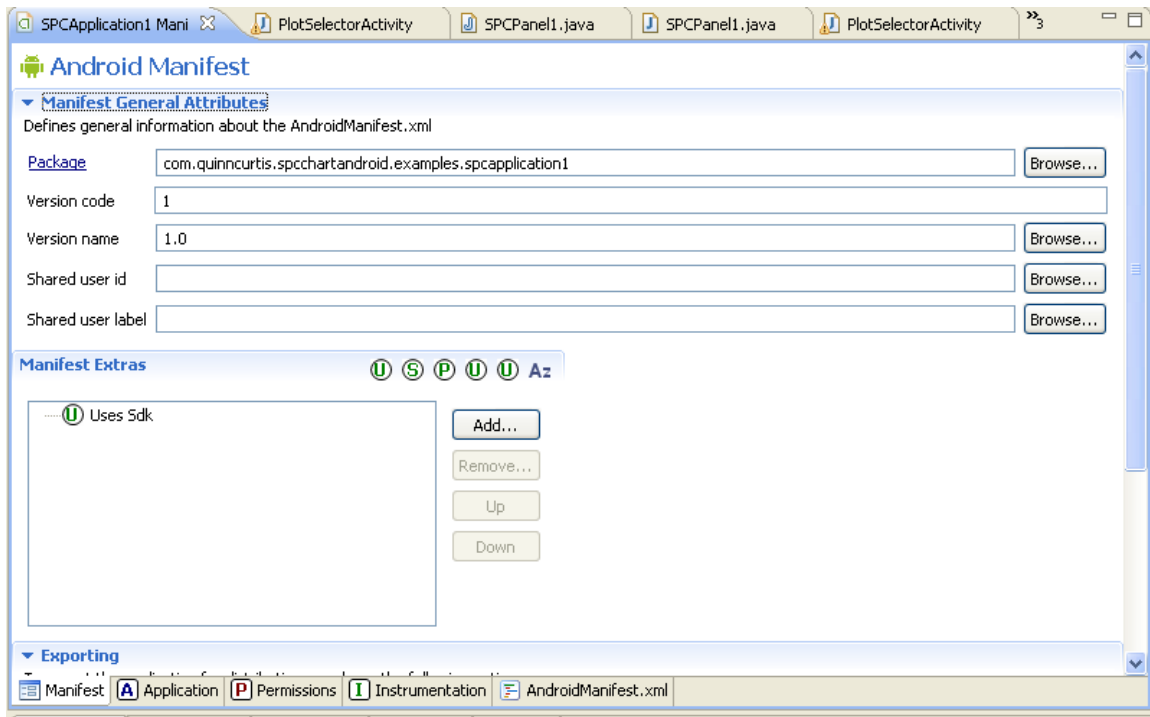 SPCApplication1 Mani PlotSelectorActivity SPCPanel1.java SPCPanel1.java PlotSelectorActivity »3
Android Manifest
Manifest General Attributes
Defines general information about the AndroidManifest.xml
Package com.quinncurtis.spcchartandroid.examples.spcapplication1 Browse...
Version code 1
Version name 1.0 Browse...
Shared user id Browse...
Shared user label Browse...
Manifest Extras U S P U U Az
U Uses Sdk
Add...
Remove...
Up
Down
Exporting
Manifest A Application P Permissions I Instrumentation AndroidManifest.xml